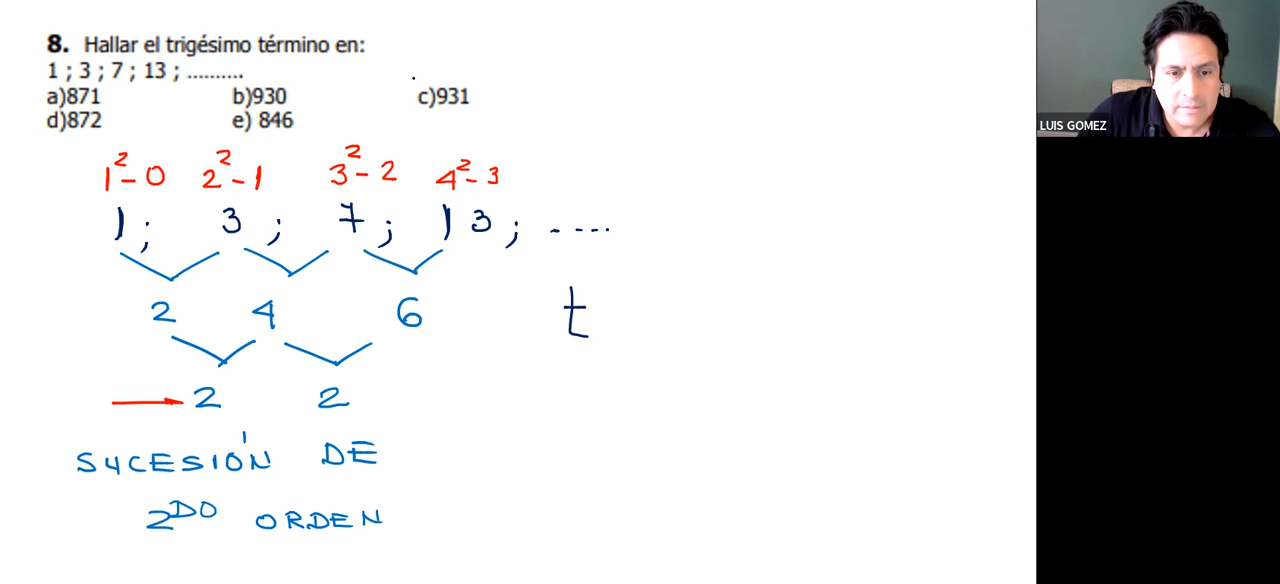 8. Hallar el trigésimo término en:
1 ; 3 ; 7 ; 13 ; ..........
a)871 b)930 c)931
d)872 e) 846
LUIS GOMEZ
1²-0 2²-1 3²-2 4²-3
1; 3; 7; 13; ....
2 4 6 t
2 2
SUCESIÓN DE
2DO ORDEN